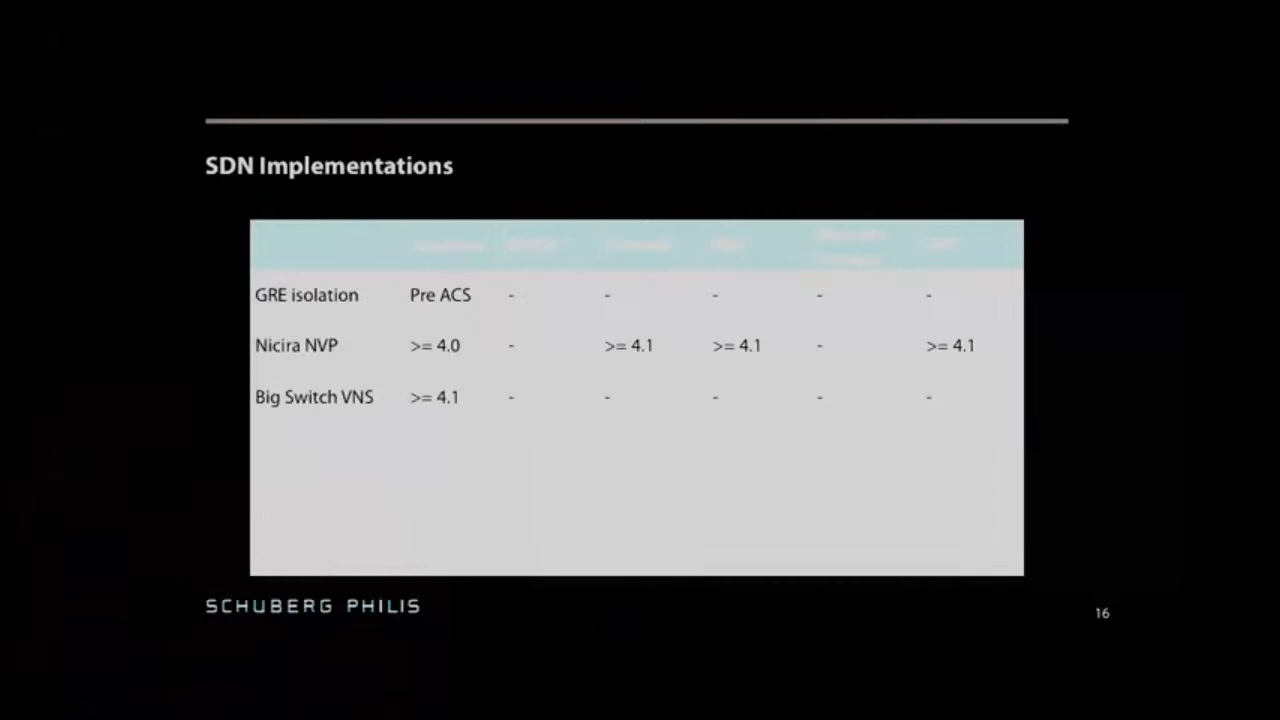 SDN Implementations
GRE isolation Pre ACS - - - - -
Nicira NVP >= 4.0 - >= 4.1 >= 4.1 - >= 4.1
Big Switch VNS >= 4.1 - - - - -
SCHUBERG PHILIS
16